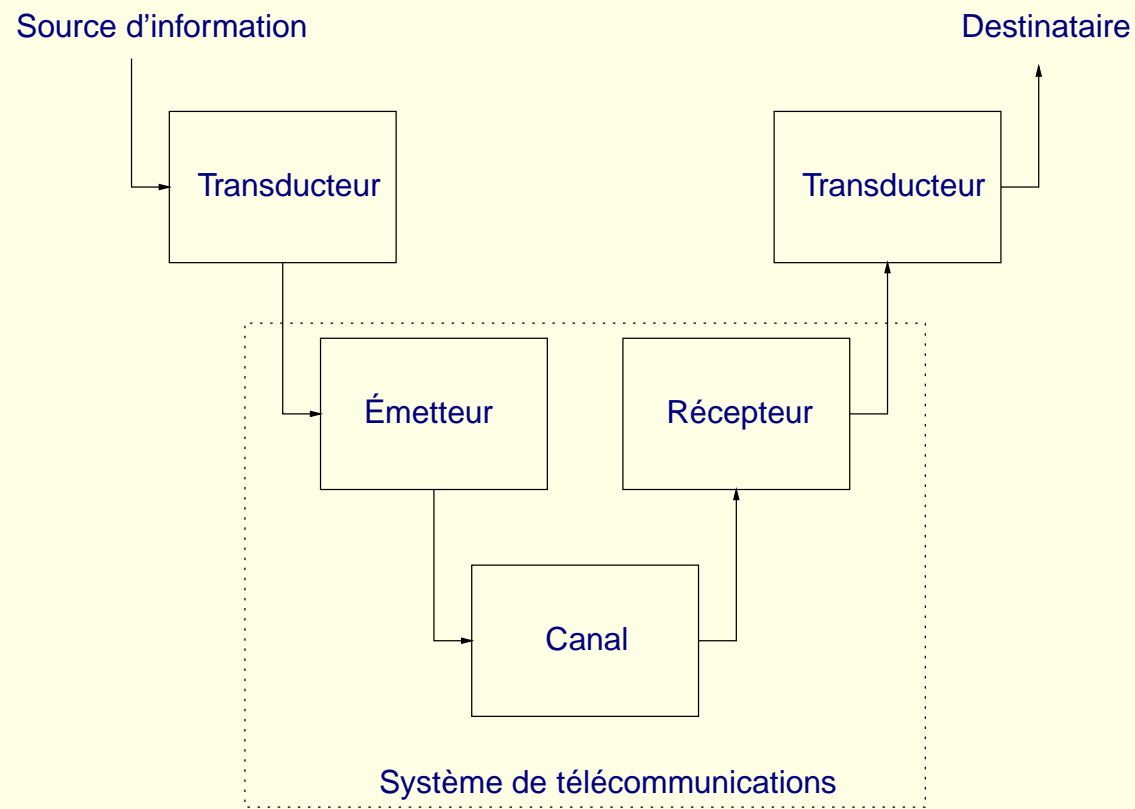 Source d'information
Destinataire
Transducteur
Transducteur
Émetteur
Récepteur
Canal
Système de télécommunications